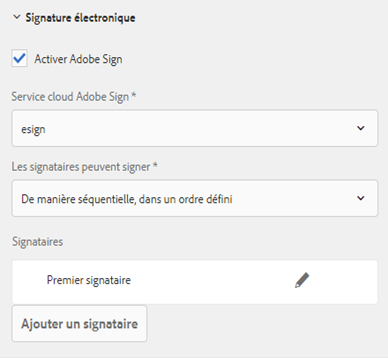 Signature électronique
Activer Adobe Sign
Service cloud Adobe Sign *
esign
Les signataires peuvent signer *
De manière séquentielle, dans un ordre défini
Signataires
Premier signataire
Ajouter un signataire